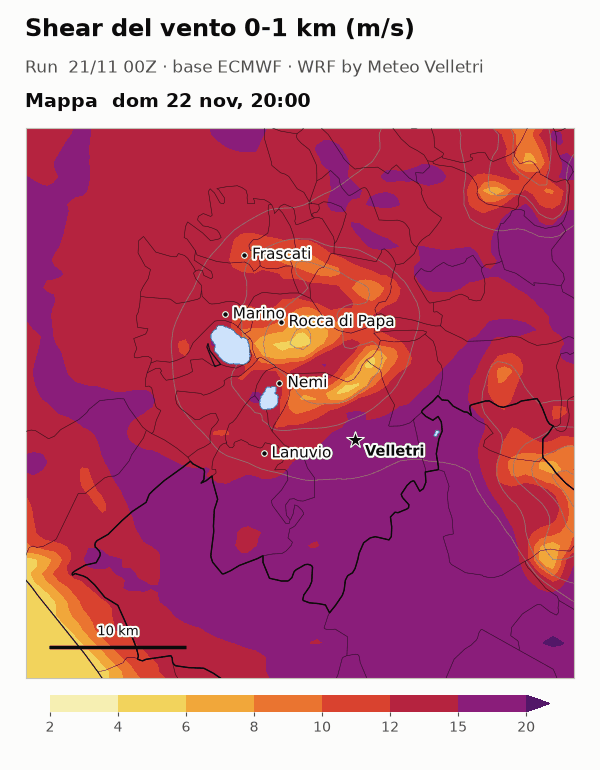 Shear del vento 0-1 km (m/s)
Run  21/11 00Z · base ECMWF · WRF by Meteo Velletri
Mappa  dom 22 nov, 20:00
Frascati
Marino
Rocca di Papa
Nemi
Lanuvio
Velletri
10 km
2 4 6 8 10 12 15 20